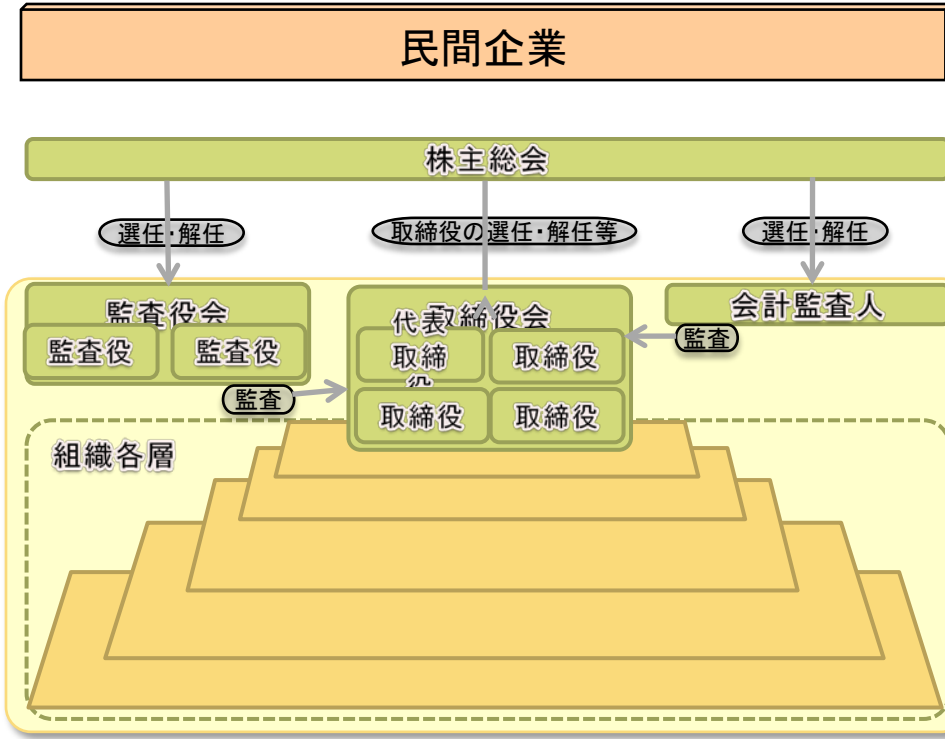 民間企業
株主総会
選任・解任
取締役の選任・解任等
選任・解任
監査役会
監査役
監査役
監査
取締役会
代表
取締
役
取締役
取締役
取締役
会計監査人
監査
組織各層